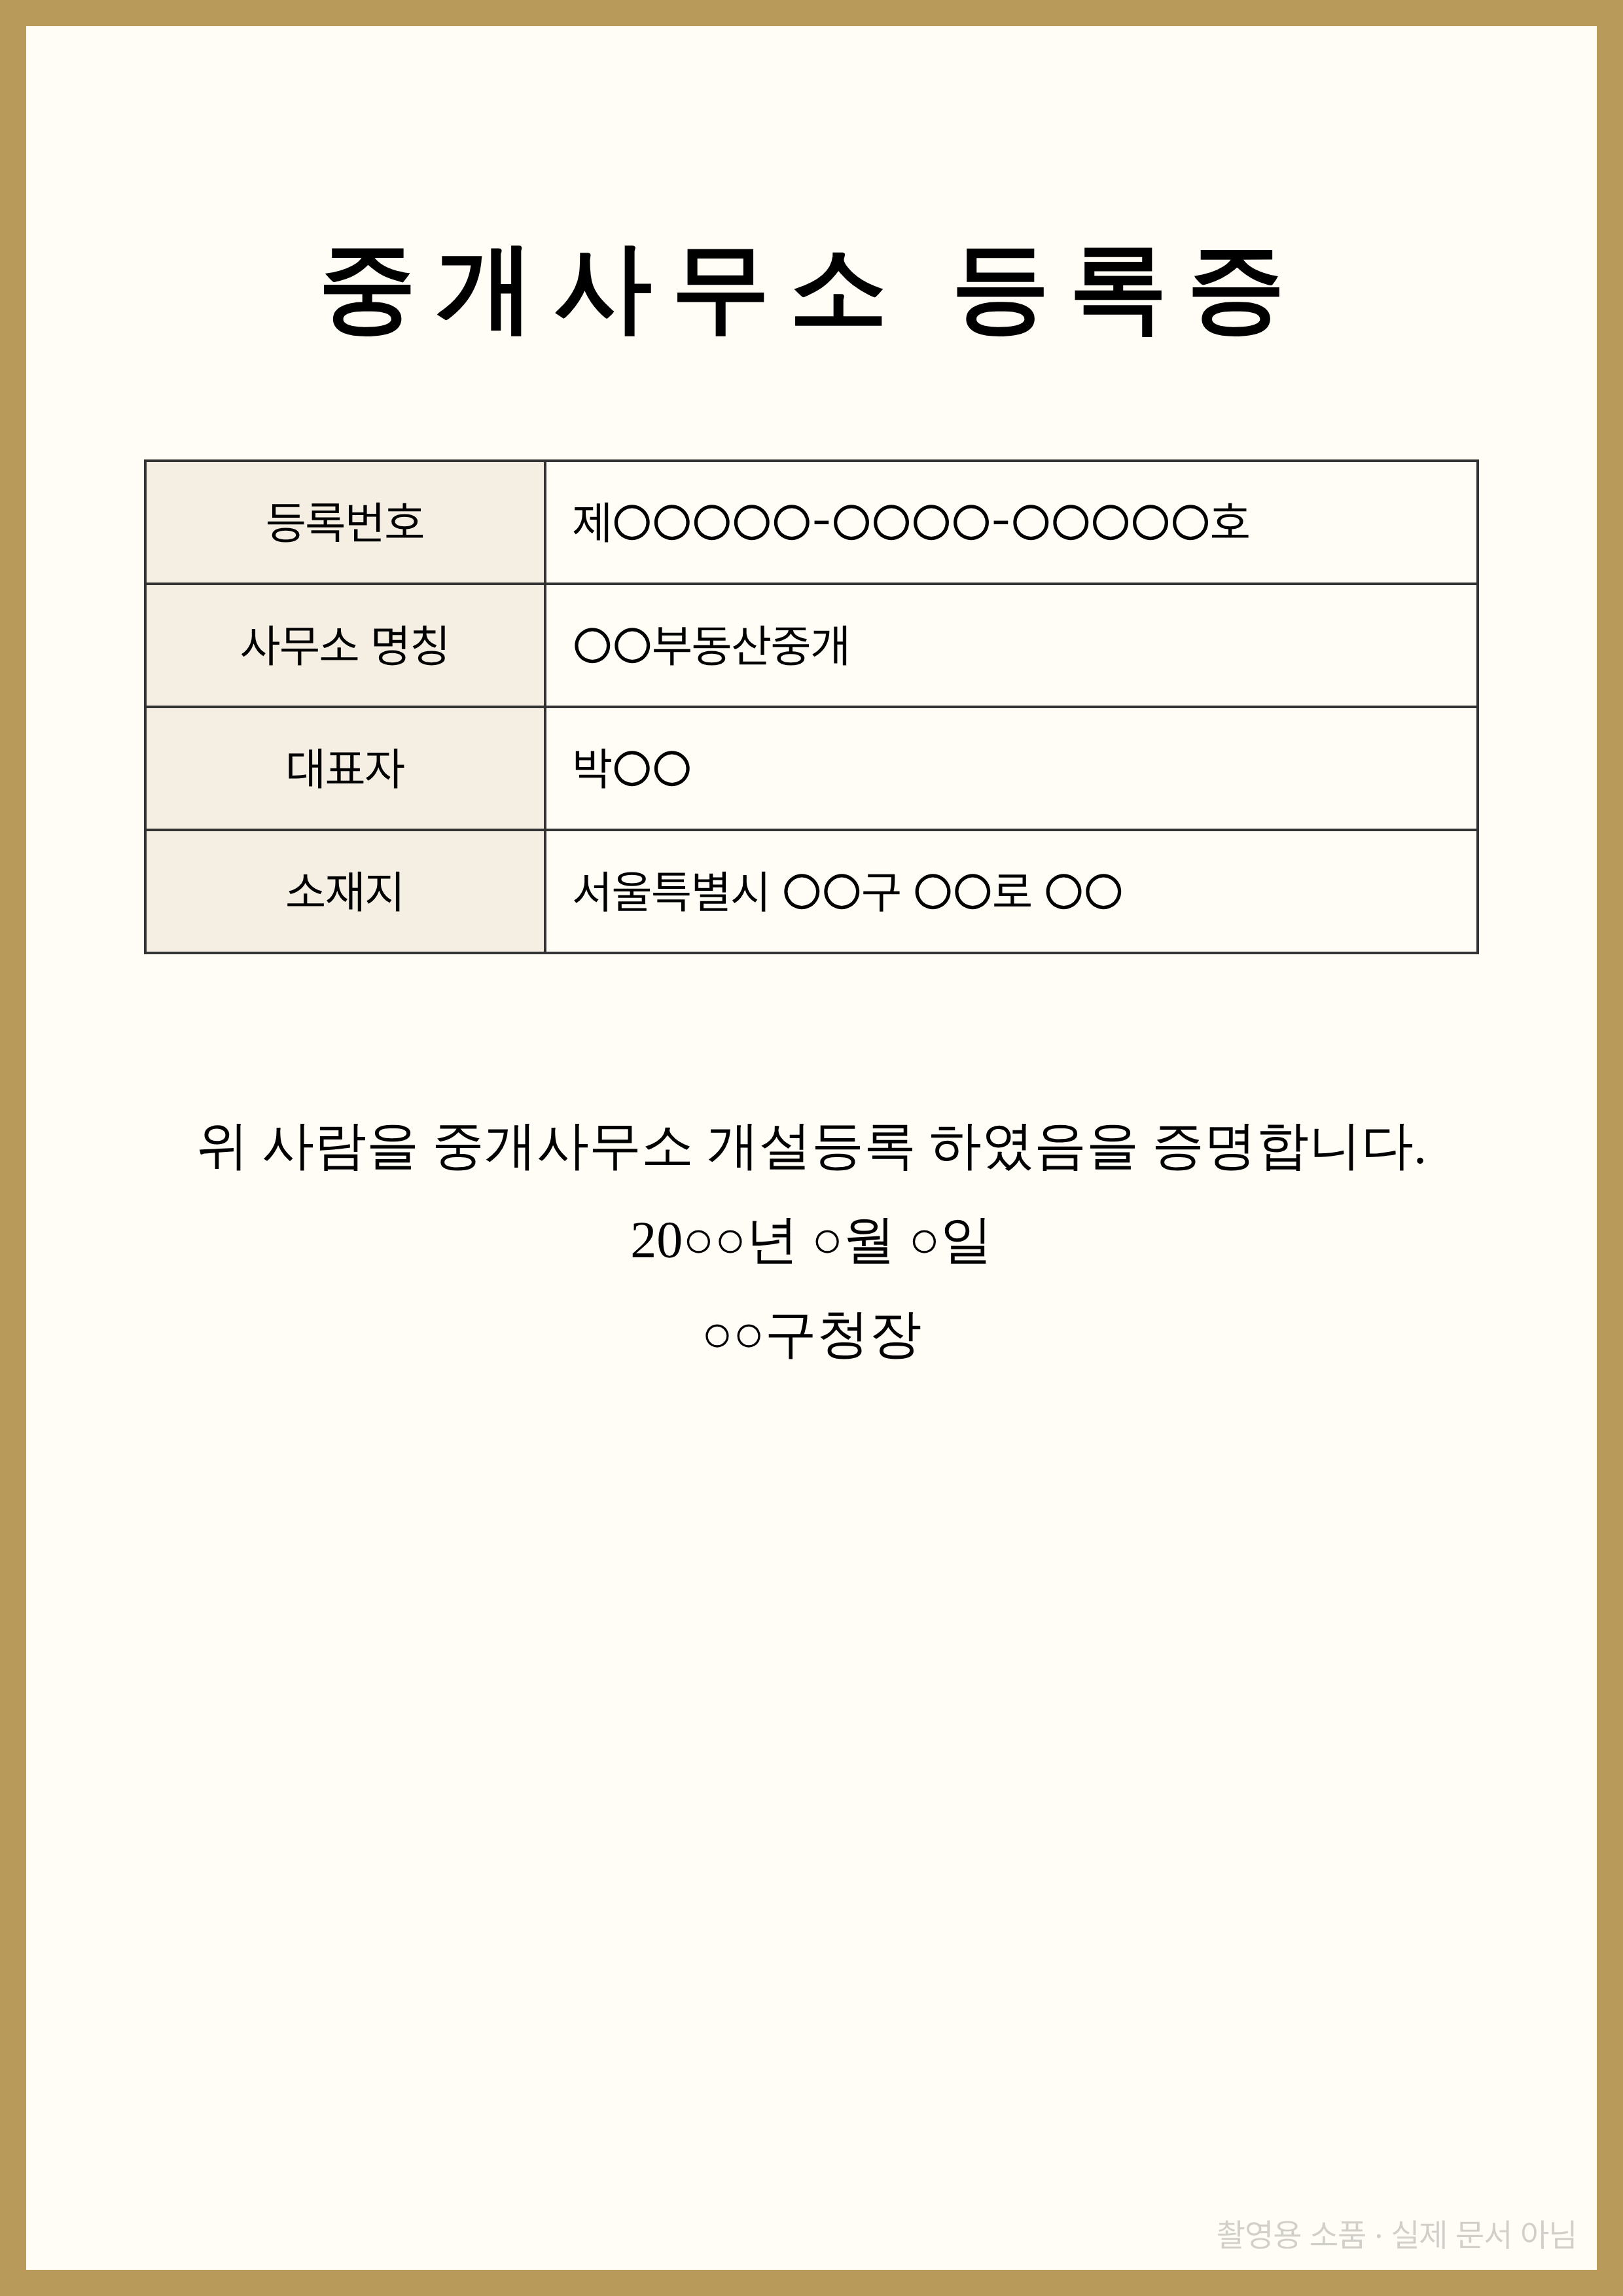 중개사무소 등록증
등록번호 제○○○○○-○○○○-○○○○○호
사무소 명칭 ○○부동산중개
대표자 박○○
소재지 서울특별시 ○○구 ○○로 ○○
위 사람을 중개사무소 개설등록 하였음을 증명합니다.
20○○년 ○월 ○일
○○구청장
촬영용 소품 · 실제 문서 아님